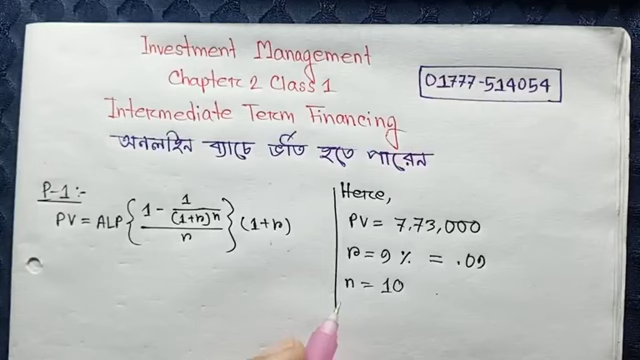 Investment Management
Chapter 2 Class 1
01777-514054
Intermediate Term Financing
অনলাইন ব্যাচে ভর্তি হতে পারেন
P-1:-
PV = ALP { 1 - 1/(1+r)^n / r } (1+r)
Here,
PV = 7,73,000
r = 9 % = .09
n = 10